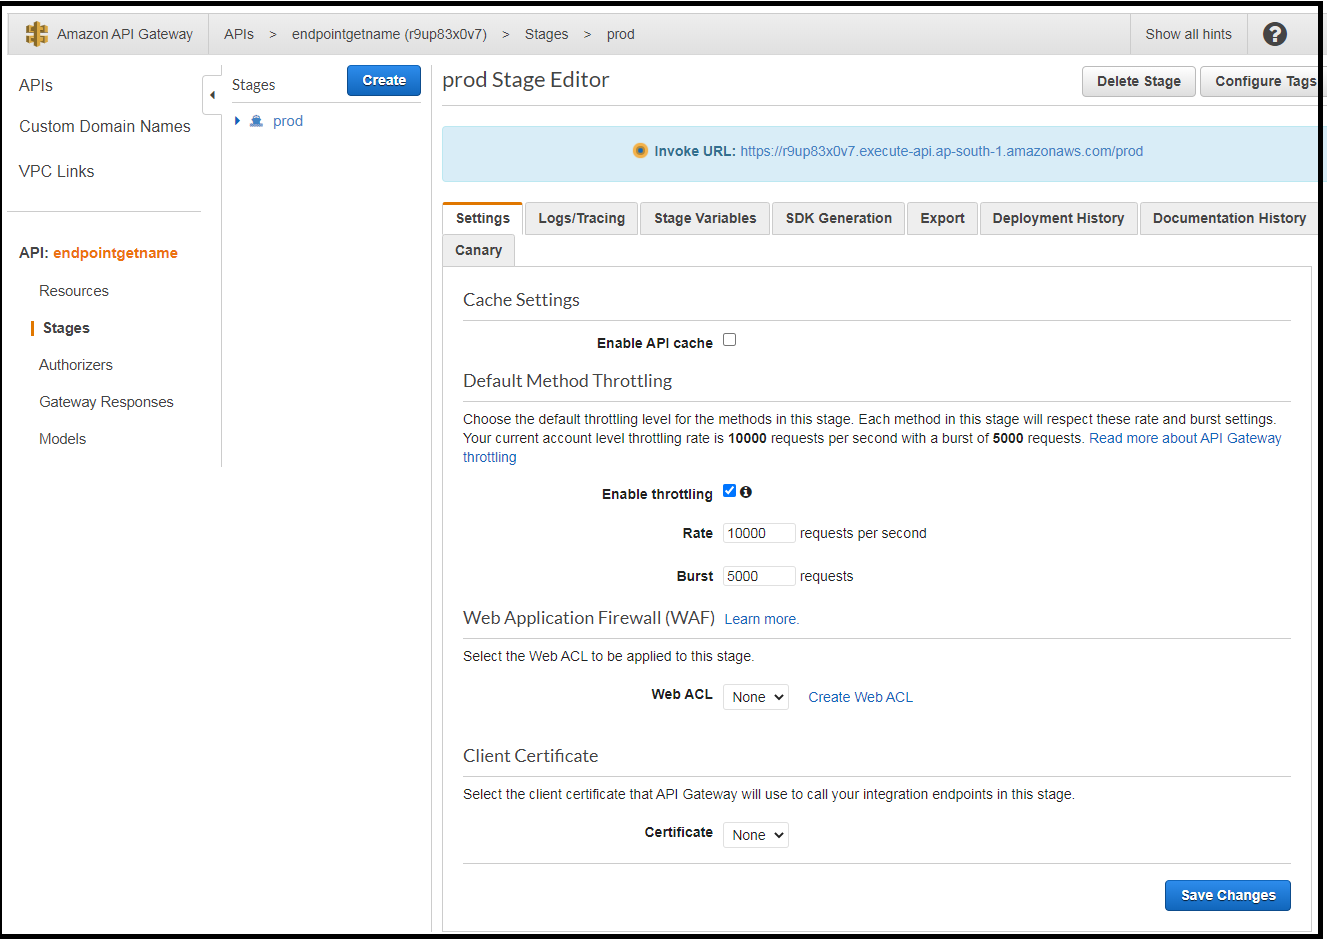 Amazon API Gateway
APIs > endpointgetname (r9up83x0v7) > Stages > prod
Show all hints
?
APIs
Custom Domain Names
VPC Links
API: endpointgetname
Resources
Stages
Authorizers
Gateway Responses
Models
Stages
Create
prod
prod Stage Editor
Delete Stage
Configure Tags
Invoke URL: https://r9up83x0v7.execute-api.ap-south-1.amazonaws.com/prod
Settings
Logs/Tracing
Stage Variables
SDK Generation
Export
Deployment History
Documentation History
Canary
Cache Settings
Enable API cache
Default Method Throttling
Choose the default throttling level for the methods in this stage. Each method in this stage will respect these rate and burst settings.
Your current account level throttling rate is 10000 requests per second with a burst of 5000 requests. Read more about API Gateway
throttling
Enable throttling
Rate 10000 requests per second
Burst 5000 requests
Web Application Firewall (WAF) Learn more.
Select the Web ACL to be applied to this stage.
Web ACL None Create Web ACL
Client Certificate
Select the client certificate that API Gateway will use to call your integration endpoints in this stage.
Certificate None
Save Changes